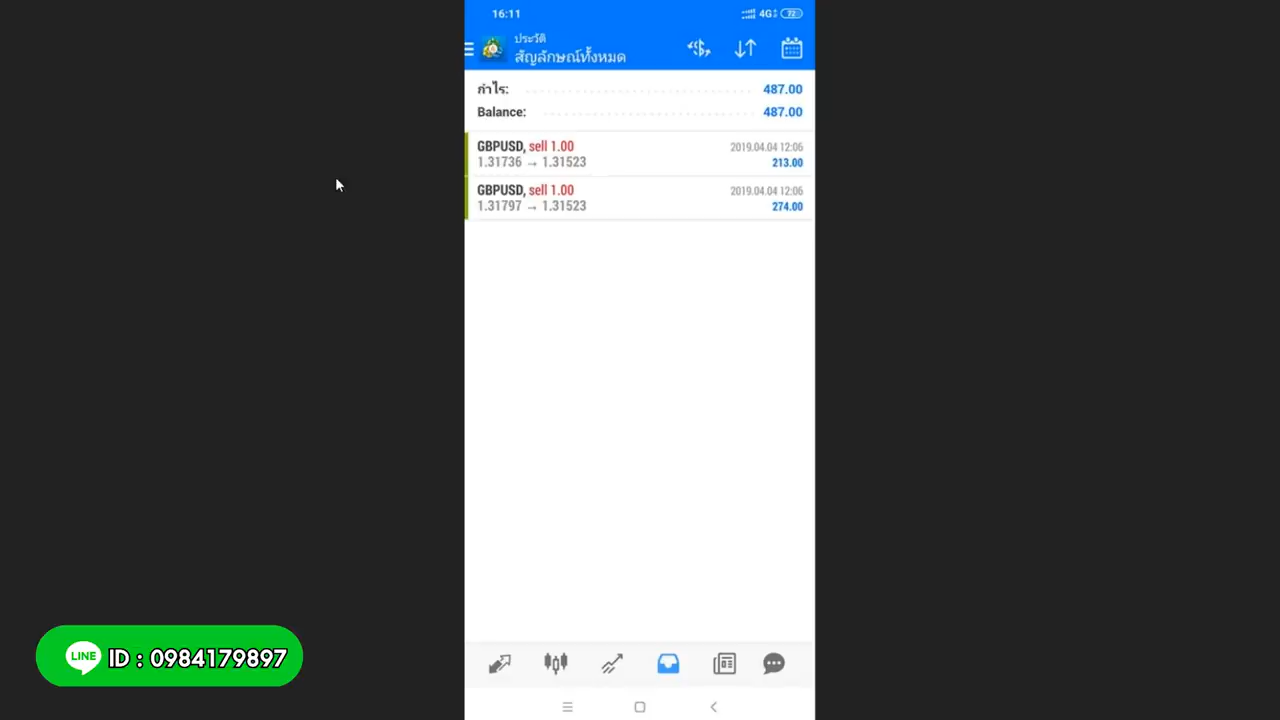 16:11 4G 72
ประวัติ
สัญลักษณ์ทั้งหมด
กำไร: 487.00
Balance: 487.00
GBPUSD, sell 1.00 2019.04.04 12:06
1.31736 → 1.31523 213.00
GBPUSD, sell 1.00 2019.04.04 12:06
1.31797 → 1.31523 274.00
LINE ID : 0984179897